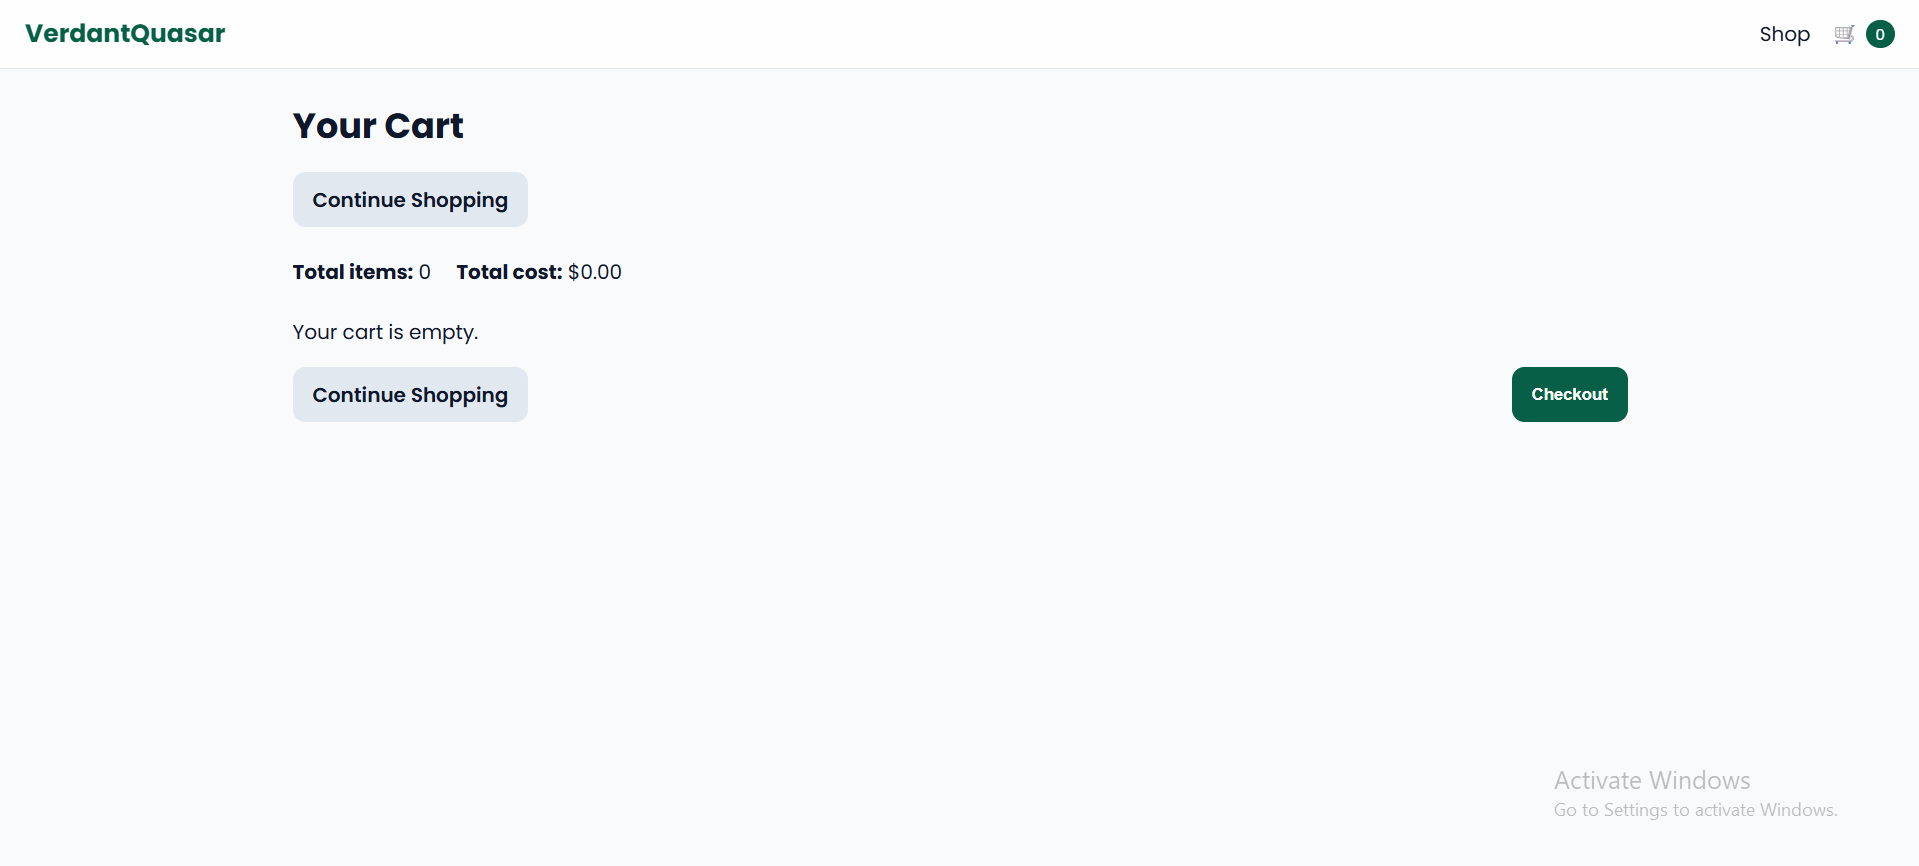 VerdantQuasar
Shop 0
Your Cart
Continue Shopping
Total items: 0 Total cost: $0.00
Your cart is empty.
Continue Shopping
Checkout
Activate Windows
Go to Settings to activate Windows.